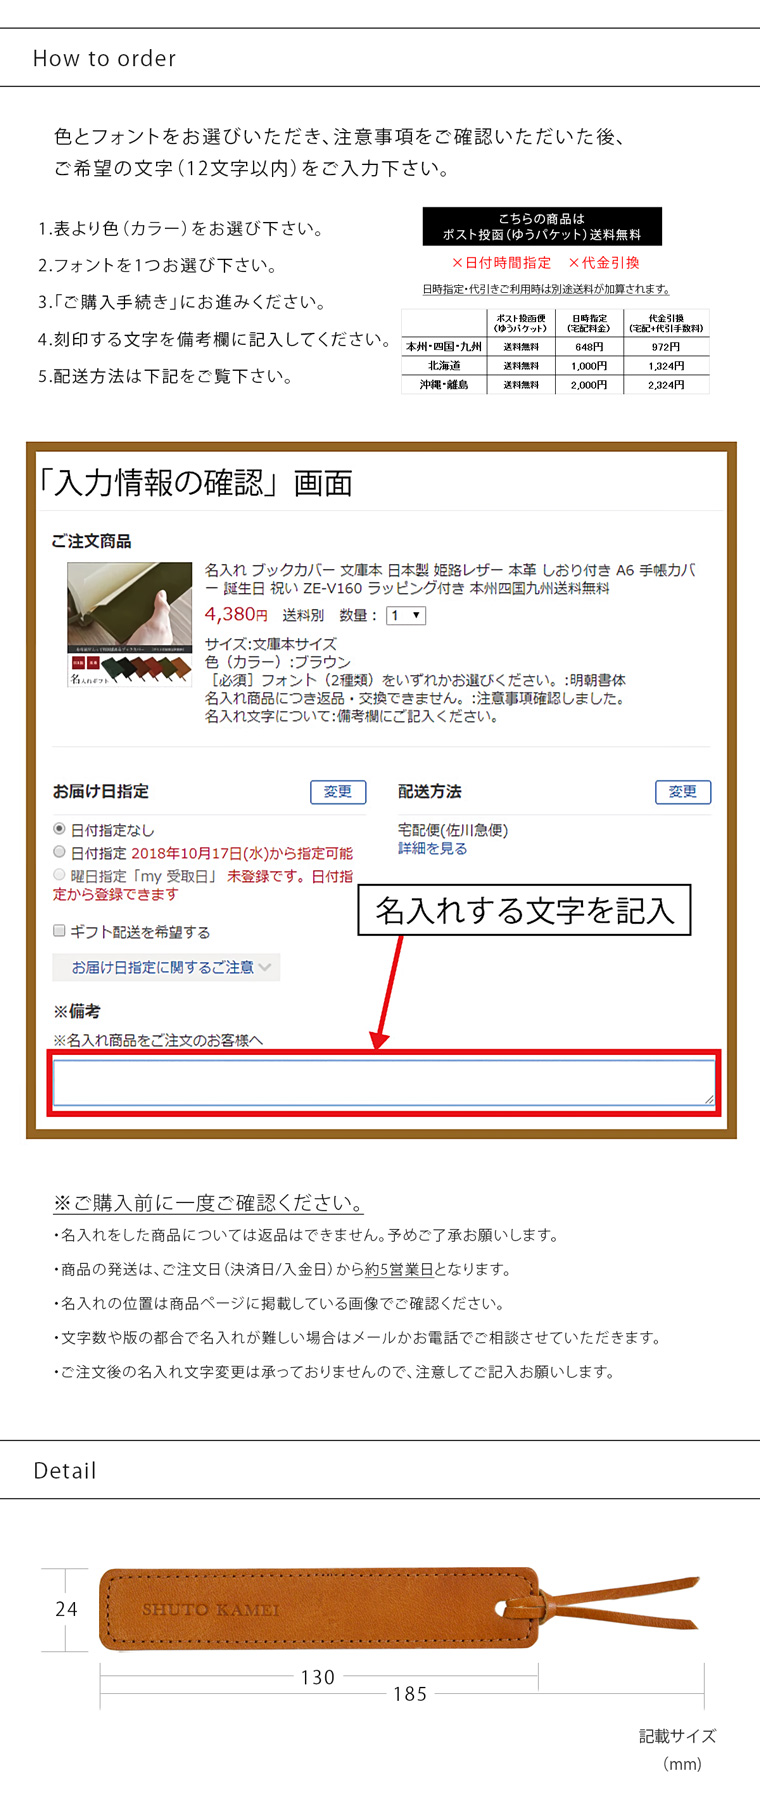 How to order
色とフォントをお選びいただき、注意事項をご確認いただいた後、
ご希望の文字（12文字以内）をご入力下さい。
1.表より色（カラー）をお選び下さい。
2.フォントを1つお選び下さい。
3.「ご購入手続き」にお進みください。
4.刻印する文字を備考欄に記入してください。
5.配送方法は下記をご覧下さい。
こちらの商品は
ポスト投函（ゆうパケット）送料無料
×日付時間指定 ×代金引換
日時指定・代引きご利用時は別途送料が加算されます。
ポスト投函便 日時指定 代金引換
（ゆうパケット） （宅配料金） （宅配+代引手数料）
本州・四国・九州 送料無料 648円 972円
北海道 送料無料 1,000円 1,324円
沖縄・離島 送料無料 2,000円 2,324円
「入力情報の確認」画面
ご注文商品
名入れ ブックカバー 文庫本 日本製 姫路レザー 本革 しおり付き A6 手帳カバ
ー 誕生日 祝い ZE-V160 ラッピング付き 本州四国九州送料無料
4,380円 送料別 数量： 1
サイズ:文庫本サイズ
色（カラー）:ブラウン
［必須］フォント（2種類）をいずれかお選びください。:明朝書体
名入れ商品につき返品・交換できません。:注意事項確認しました。
名入れ文字について:備考欄にご記入ください。
名入れギフト
お届け日指定 変更
日付指定なし
日付指定 2018年10月17日(水)から指定可能
曜日指定「my 受取日」 未登録です。日付指
定から登録できます
ギフト配送を希望する
お届け日指定に関するご注意
配送方法 変更
宅配便(佐川急便)
詳細を見る
名入れする文字を記入
※備考
※名入れ商品をご注文のお客様へ
※ご購入前に一度ご確認ください。
・名入れをした商品については返品はできません。予めご了承お願いします。
・商品の発送は、ご注文日（決済日/入金日）から約5営業日となります。
・名入れの位置は商品ページに掲載している画像でご確認ください。
・文字数や版の都合で名入れが難しい場合はメールかお電話でご相談させていただきます。
・ご注文後の名入れ文字変更は承っておりませんので、注意してご記入お願いします。
Detail
24
SHUTO KAMEI
130
185
記載サイズ
（mm）